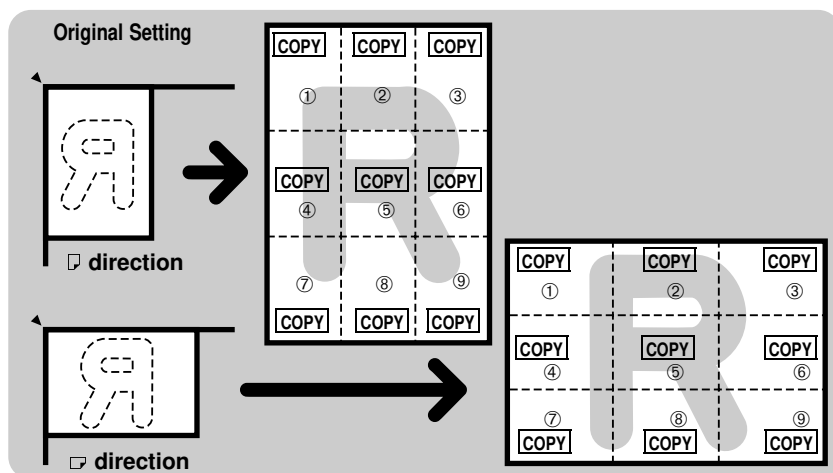 Original Setting
COPY COPY COPY
① ② ③
COPY COPY COPY
④ ⑤ ⑥
⑦ ⑧ ⑨
COPY COPY COPY
direction
COPY COPY COPY
① ② ③
COPY COPY COPY
④ ⑤ ⑥
⑦ ⑧ ⑨
COPY COPY COPY
direction
R
R
R
R